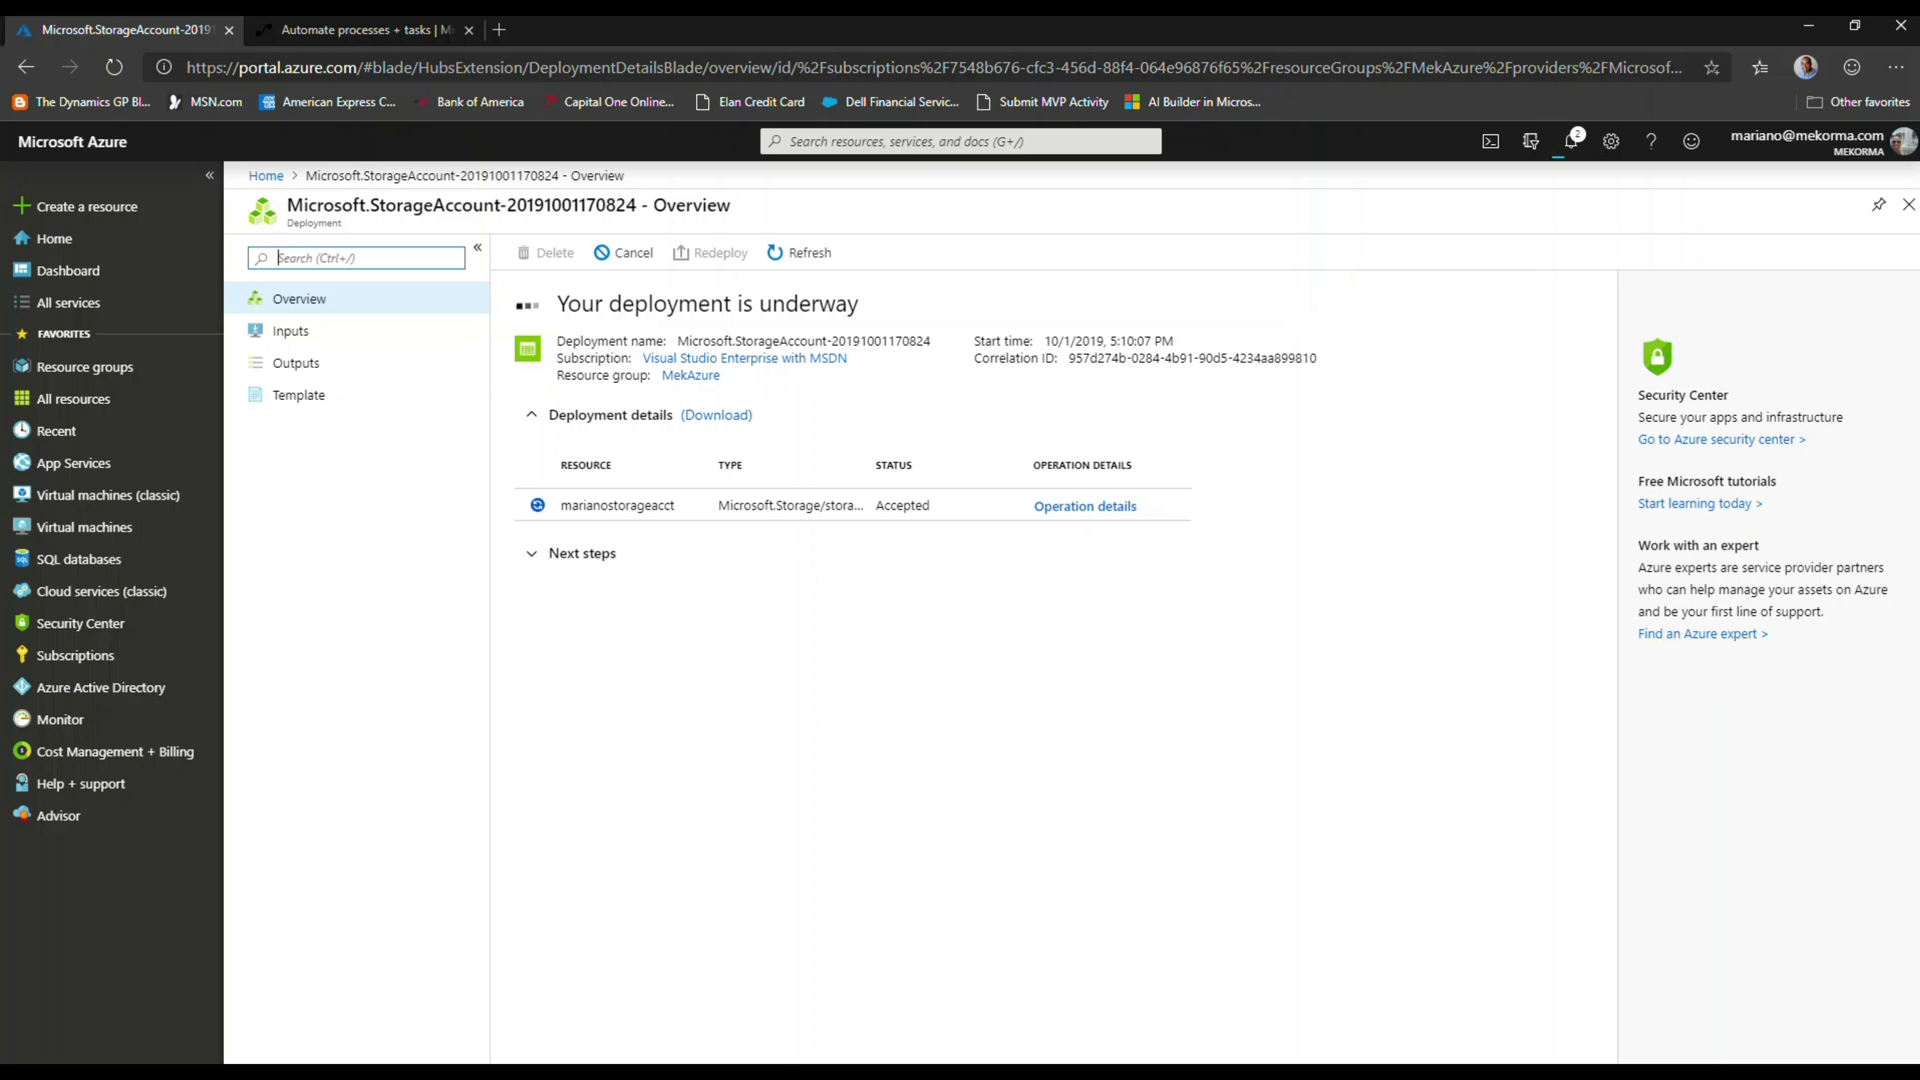 Microsoft.StorageAccount-20191
Automate processes + tasks | Mi
https://portal.azure.com/#blade/HubsExtension/DeploymentDetailsBlade/overview/id/%2Fsubscriptions%2F7548b676-cfc3-456d-88f4-064e96876f65%2FresourceGroups%2FMekAzure%2Fproviders%2FMicrosof...
The Dynamics GP Bl...
MSN.com
American Express C...
Bank of America
Capital One Online...
Elan Credit Card
Dell Financial Servic...
Submit MVP Activity
AI Builder in Micros...
Other favorites
Microsoft Azure
Search resources, services, and docs (G+/)
2
mariano@mekorma.com
MEKORMA
Home > Microsoft.StorageAccount-20191001170824 - Overview
Microsoft.StorageAccount-20191001170824 - Overview
Deployment
Create a resource
Home
Dashboard
All services
FAVORITES
Resource groups
All resources
Recent
App Services
Virtual machines (classic)
Virtual machines
SQL databases
Cloud services (classic)
Security Center
Subscriptions
Azure Active Directory
Monitor
Cost Management + Billing
Help + support
Advisor
Search (Ctrl+/)
Overview
Inputs
Outputs
Template
Delete
Cancel
Redeploy
Refresh
Your deployment is underway
Deployment name: Microsoft.StorageAccount-20191001170824
Subscription: Visual Studio Enterprise with MSDN
Resource group: MekAzure
Start time: 10/1/2019, 5:10:07 PM
Correlation ID: 957d274b-0284-4b91-90d5-4234aa899810
Deployment details (Download)
RESOURCE TYPE STATUS OPERATION DETAILS
marianostorageacct Microsoft.Storage/stora... Accepted Operation details
Next steps
Security Center
Secure your apps and infrastructure
Go to Azure security center >
Free Microsoft tutorials
Start learning today >
Work with an expert
Azure experts are service provider partners
who can help manage your assets on Azure
and be your first line of support.
Find an Azure expert >